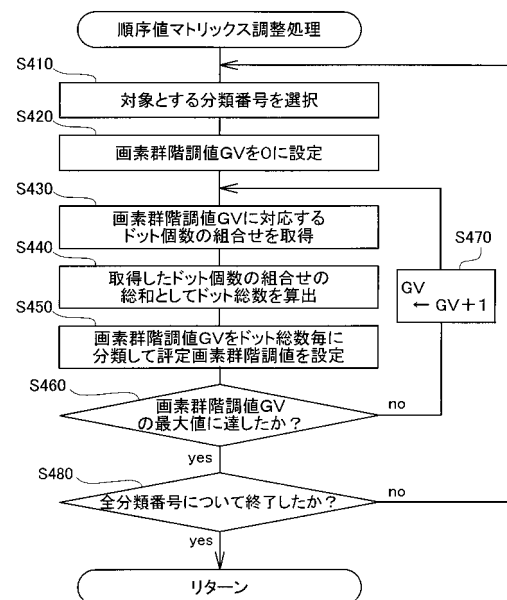 順序値マトリックス調整処理
S410
対象とする分類番号を選択
S420
画素群階調値GVを0に設定
S430
画素群階調値GVに対応する
ドット個数の組合せを取得
S440
取得したドット個数の組合せの
総和としてドット総数を算出
S450
画素群階調値GVをドット総数毎に
分類して評定画素群階調値を設定
S470
GV
← GV+1
S460
画素群階調値GV
の最大値に達したか？
no
yes
S480
全分類番号について終了したか？
no
yes
リターン